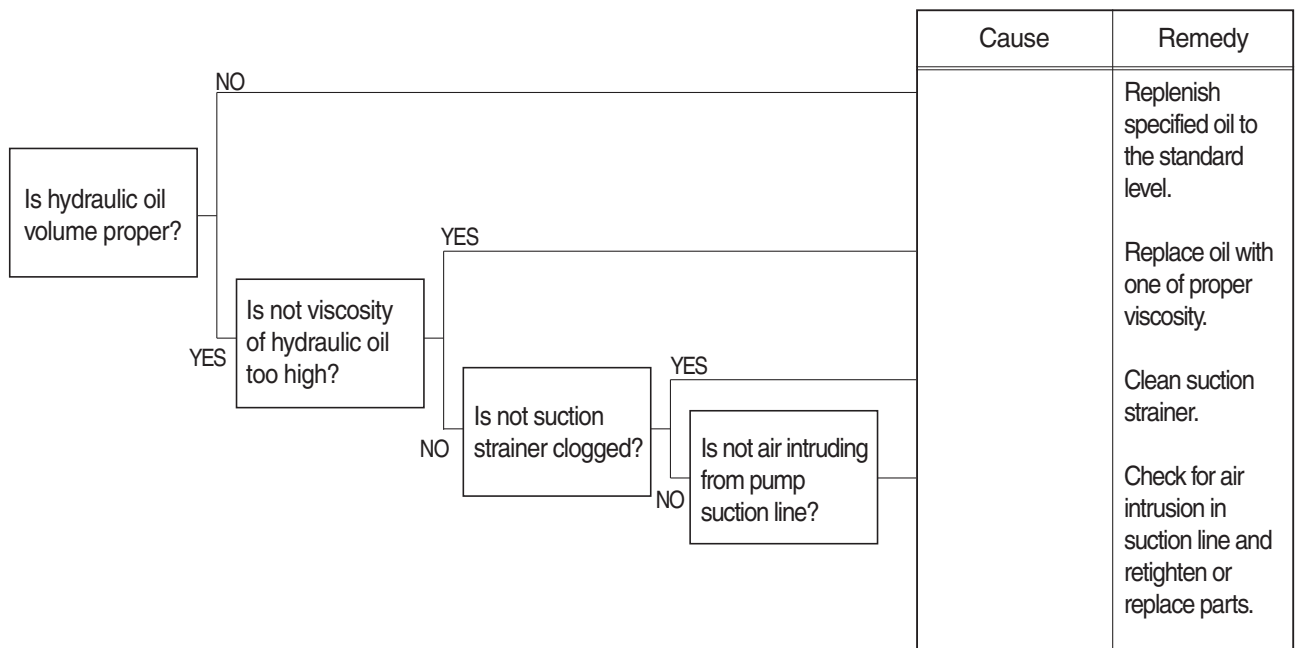 Cause
Remedy
NO
Replenish
specified oil to
the standard
level.
Is hydraulic oil
volume proper?
YES
Replace oil with
one of proper
viscosity.
Is not viscosity
of hydraulic oil
too high?
YES
YES
Clean suction
strainer.
Is not suction
strainer clogged?
NO
Is not air intruding
from pump
suction line?
NO
Check for air
intrusion in
suction line and
retighten or
replace parts.